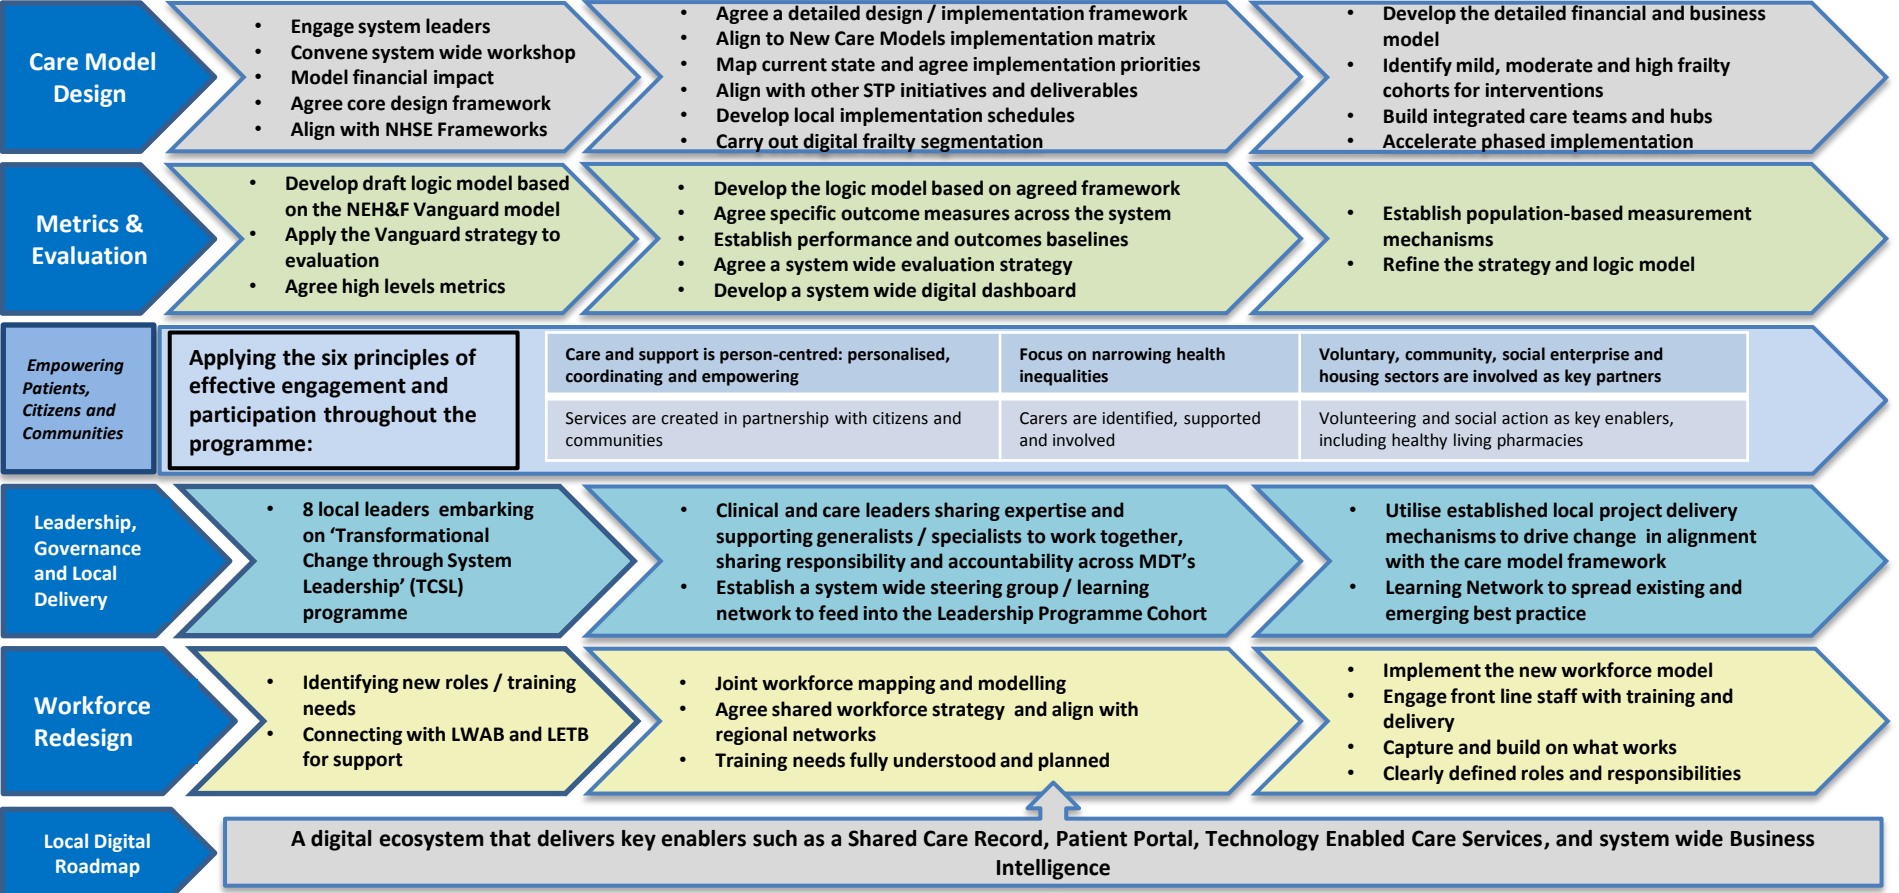 Care Model
Design
• Engage system leaders
• Convene system wide workshop
• Model financial impact
• Agree core design framework
• Align with NHSE Frameworks
• Agree a detailed design / implementation framework
• Align to New Care Models implementation matrix
• Map current state and agree implementation priorities
• Align with other STP initiatives and deliverables
• Develop local implementation schedules
• Carry out digital frailty segmentation
• Develop the detailed financial and business
model
• Identify mild, moderate and high frailty
cohorts for interventions
• Build integrated care teams and hubs
• Accelerate phased implementation
Metrics &
Evaluation
• Develop draft logic model based
on the NEH&F Vanguard model
• Apply the Vanguard strategy to
evaluation
• Agree high levels metrics
• Develop the logic model based on agreed framework
• Agree specific outcome measures across the system
• Establish performance and outcomes baselines
• Agree a system wide evaluation strategy
• Develop a system wide digital dashboard
• Establish population-based measurement
mechanisms
• Refine the strategy and logic model
Empowering
Patients,
Citizens and
Communities
Applying the six principles of
effective engagement and
participation throughout the
programme:
Care and support is person-centred: personalised,
coordinating and empowering
Focus on narrowing health
inequalities
Voluntary, community, social enterprise and
housing sectors are involved as key partners
Services are created in partnership with citizens and
communities
Carers are identified, supported
and involved
Volunteering and social action as key enablers,
including healthy living pharmacies
Leadership,
Governance
and Local
Delivery
• 8 local leaders embarking
on ‘Transformational
Change through System
Leadership’ (TCSL)
programme
• Clinical and care leaders sharing expertise and
supporting generalists / specialists to work together,
sharing responsibility and accountability across MDT’s
• Establish a system wide steering group / learning
network to feed into the Leadership Programme Cohort
• Utilise established local project delivery
mechanisms to drive change in alignment
with the care model framework
• Learning Network to spread existing and
emerging best practice
Workforce
Redesign
• Identifying new roles / training
needs
• Connecting with LWAB and LETB
for support
• Joint workforce mapping and modelling
• Agree shared workforce strategy and align with
regional networks
• Training needs fully understood and planned
• Implement the new workforce model
• Engage front line staff with training and
delivery
• Capture and build on what works
• Clearly defined roles and responsibilities
Local Digital
Roadmap
A digital ecosystem that delivers key enablers such as a Shared Care Record, Patient Portal, Technology Enabled Care Services, and system wide Business
Intelligence